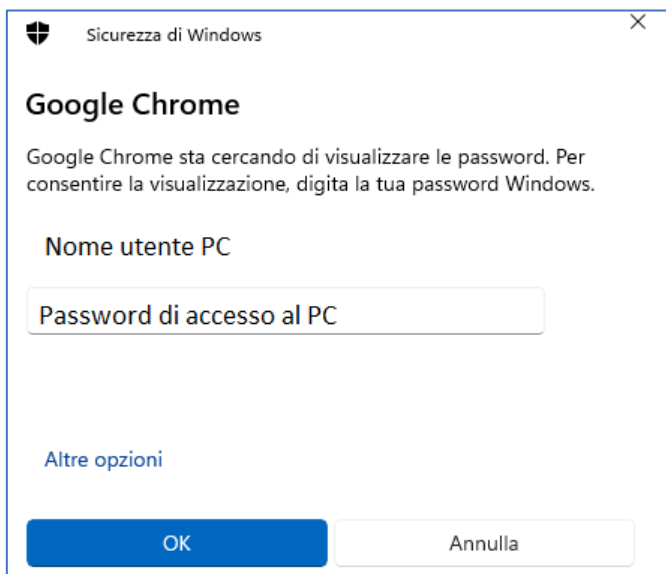 Sicurezza di Windows
Google Chrome
Google Chrome sta cercando di visualizzare le password. Per
consentire la visualizzazione, digita la tua password Windows.
Nome utente PC
Password di accesso al PC
Altre opzioni
OK
Annulla